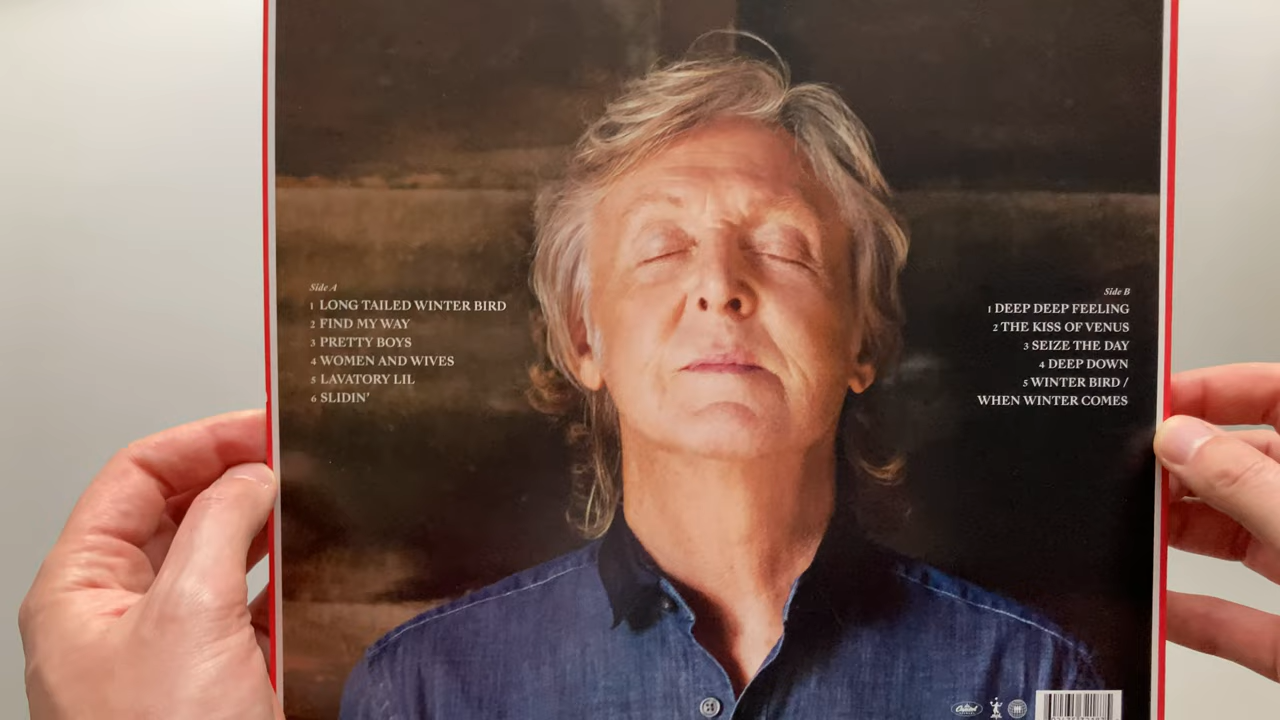 Side A
1 LONG TAILED WINTER BIRD
2 FIND MY WAY
3 PRETTY BOYS
4 WOMEN AND WIVES
5 LAVATORY LIL
6 SLIDIN’
Side B
1 DEEP DEEP FEELING
2 THE KISS OF VENUS
3 SEIZE THE DAY
4 DEEP DOWN
5 WINTER BIRD /
WHEN WINTER COMES
Capitol